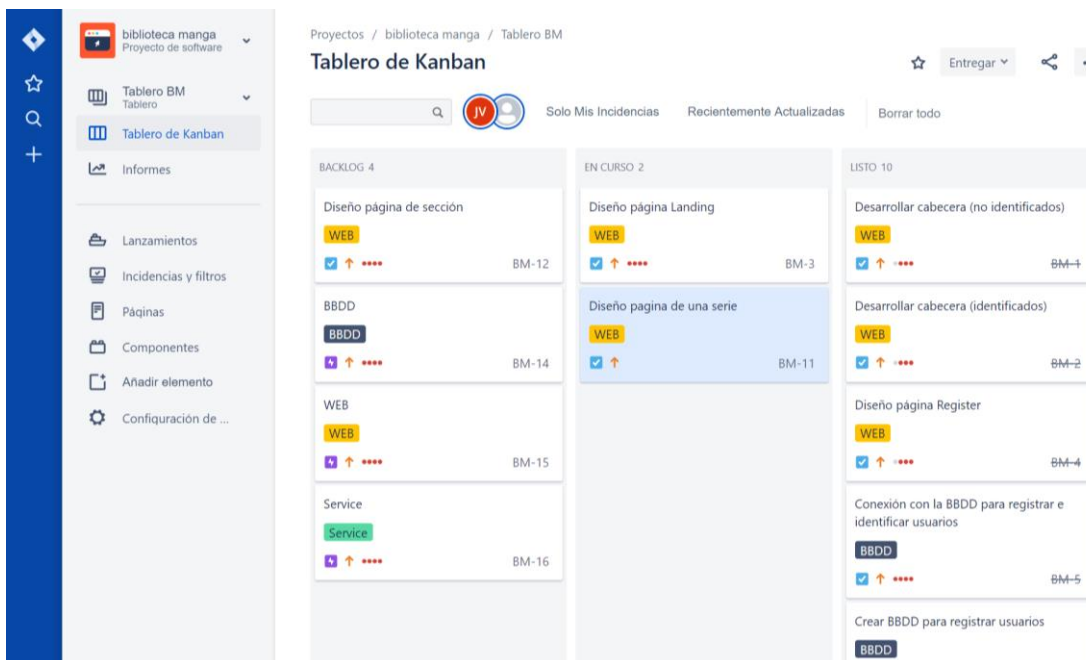 biblioteca manga
Proyecto de software
Tablero BM
Tablero
Tablero de Kanban
Informes
Lanzamientos
Incidencias y filtros
Páginas
Componentes
Añadir elemento
Configuración de ...
Proyectos / biblioteca manga / Tablero BM
Tablero de Kanban
Entregar
JV
Solo Mis Incidencias
Recientemente Actualizadas
Borrar todo
BACKLOG 4
Diseño página de sección
WEB
BM-12
BBDD
BBDD
BM-14
WEB
WEB
BM-15
Service
Service
BM-16
EN CURSO 2
Diseño página Landing
WEB
BM-3
Diseño pagina de una serie
WEB
BM-11
LISTO 10
Desarrollar cabecera (no identificados)
WEB
BM-1
Desarrollar cabecera (identificados)
WEB
BM-2
Diseño página Register
WEB
BM-4
Conexión con la BBDD para registrar e
identificar usuarios
BBDD
BM-5
Crear BBDD para registrar usuarios
BBDD